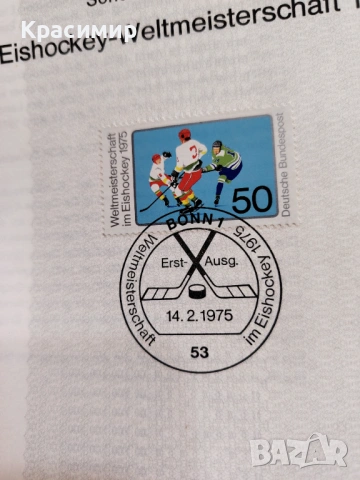 Красимир
Eishockey-Weltmeisterschaft 1
Weltmeisterschaft
im Eishockey 1975
50
Deutsche Bundespost
BONN 1
Erst- Ausg.
Weltmeisterschaft
im Eishockey 1975
14.2.1975
53
BAZAR